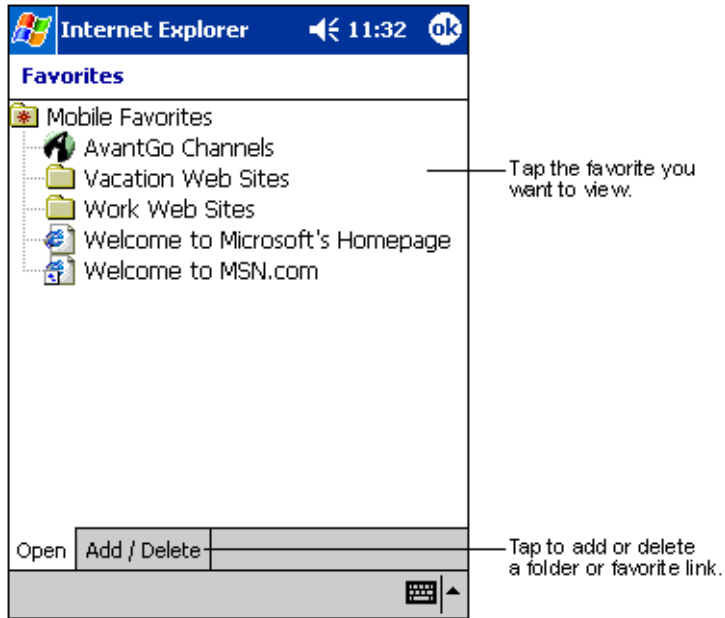 Internet Explorer 11:32 ok
Favorites
Mobile Favorites
AvantGo Channels
Vacation Web Sites
Work Web Sites
Welcome to Microsoft's Homepage
Welcome to MSN.com
Tap the favorite you
want to view.
Open Add / Delete
Tap to add or delete
a folder or favorite link.